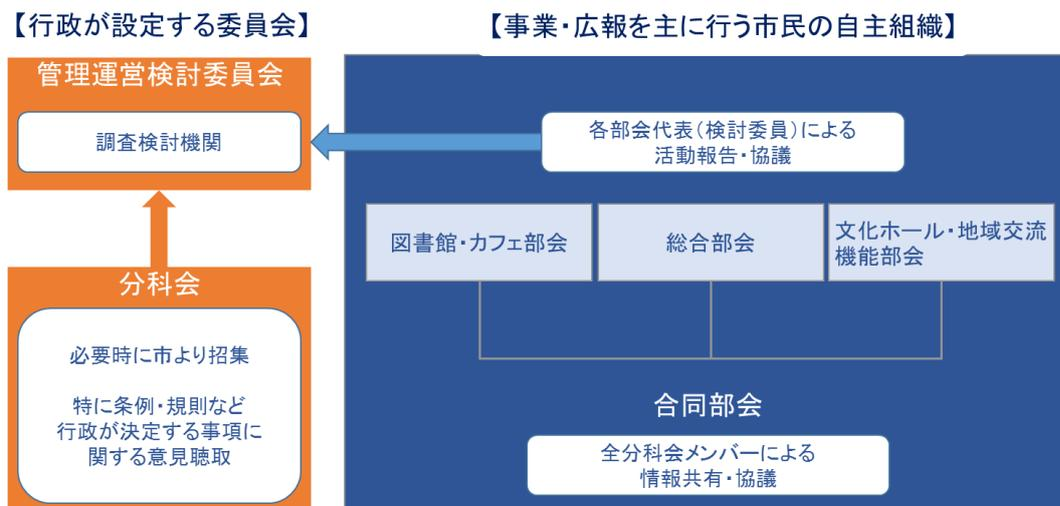 【行政が設定する委員会】
管理運営検討委員会
調査検討機関
分科会
必要時に市より招集
特に条例・規則など
行政が決定する事項に
関する意見聴取
【事業・広報を主に行う市民の自主組織】
各部会代表(検討委員)による
活動報告・協議
図書館・カフェ部会
総合部会
文化ホール・地域交流
機能部会
合同部会
全分科会メンバーによる
情報共有・協議